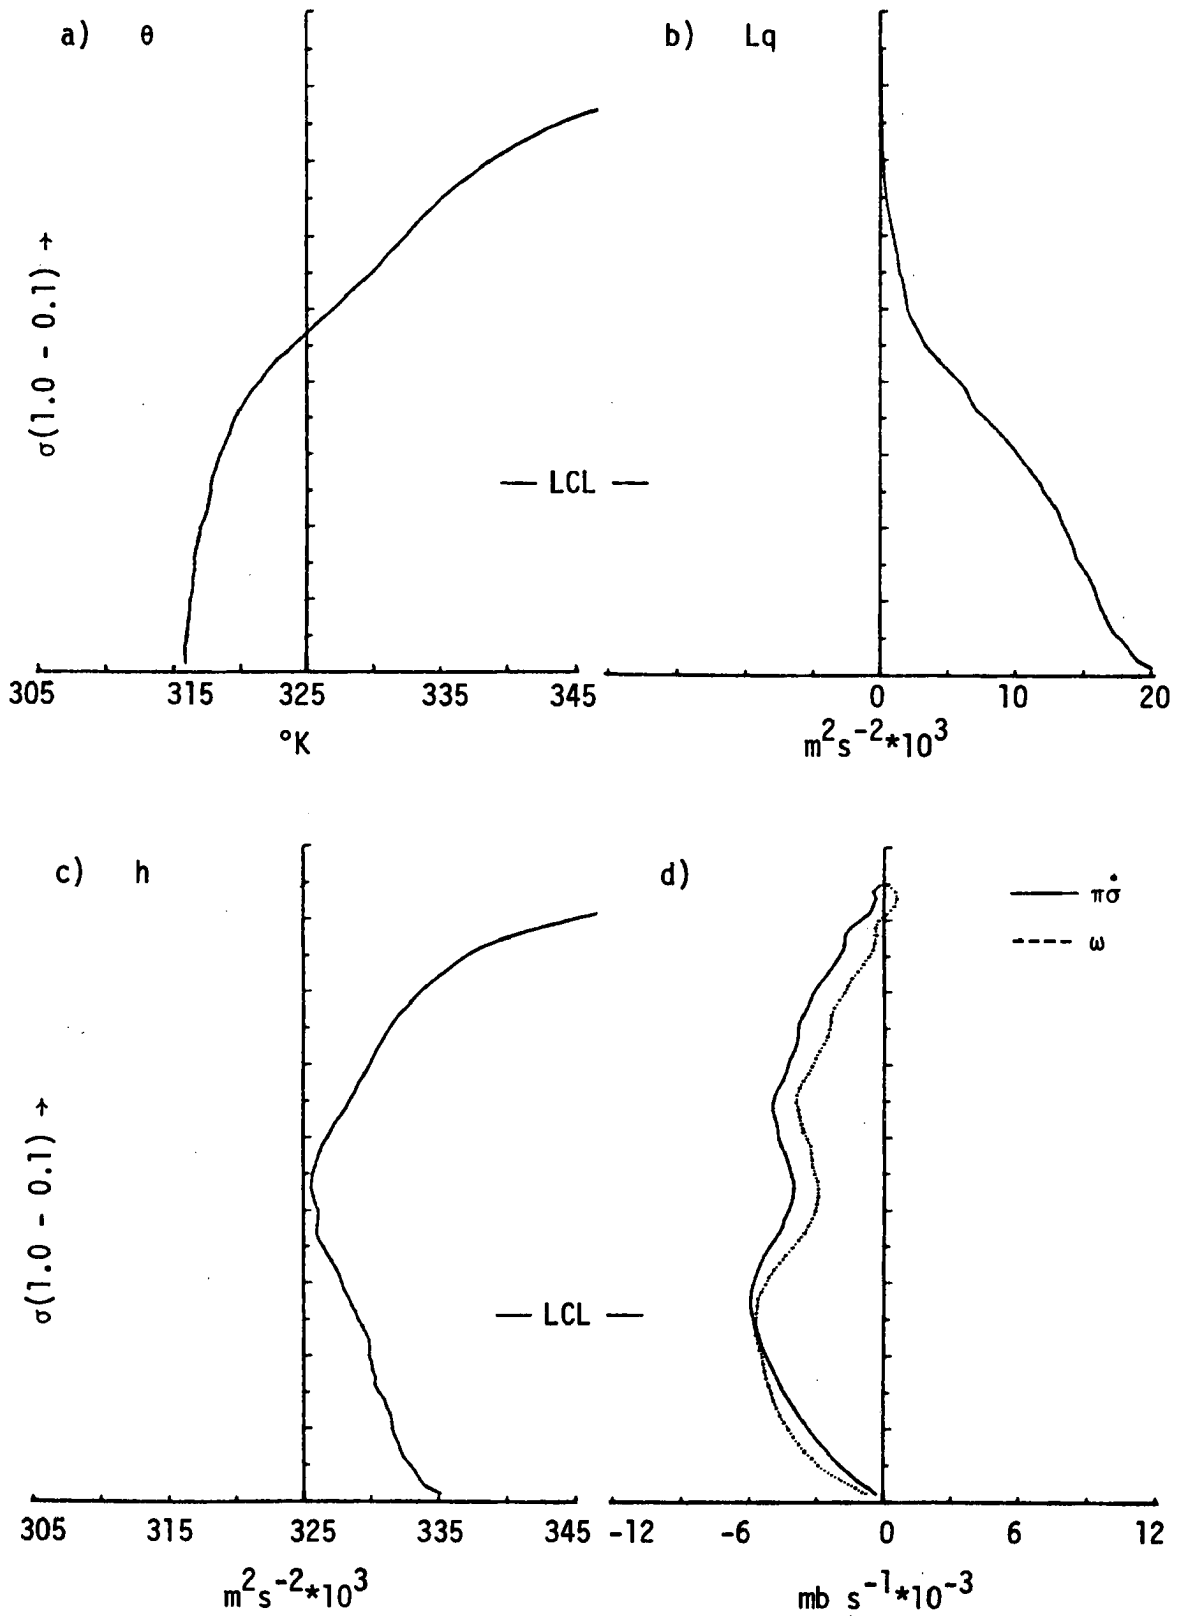 a) θ
b) Lq
σ(1.0 - 0.1) →
— LCL —
305 315 325 335 345
°K
0 10 20
m²s⁻²*10³
c) h
d)
πσ̇
ω
σ(1.0 - 0.1) →
— LCL —
305 315 325 335 345
m²s⁻²*10³
-12 -6 0 6 12
mb s⁻¹*10⁻³